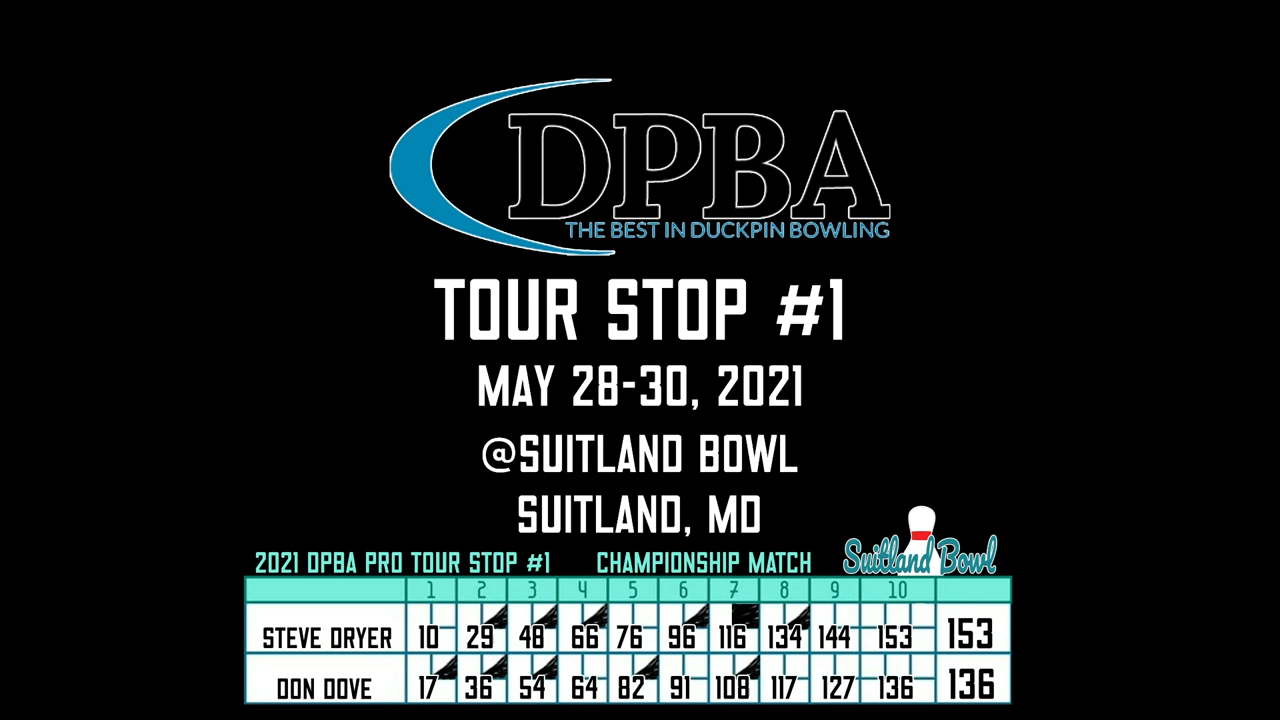 DPBA
THE BEST IN DUCKPIN BOWLING
TOUR STOP #1
MAY 28-30, 2021
@SUITLAND BOWL
SUITLAND, MD
2021 DPBA PRO TOUR STOP #1 CHAMPIONSHIP MATCH Suitland Bowl
1 2 3 4 5 6 7 8 9 10
STEVE DRYER 10 29 48 66 76 96 116 134 144 153 153
DON DOVE 17 36 54 64 82 91 108 117 127 136 136